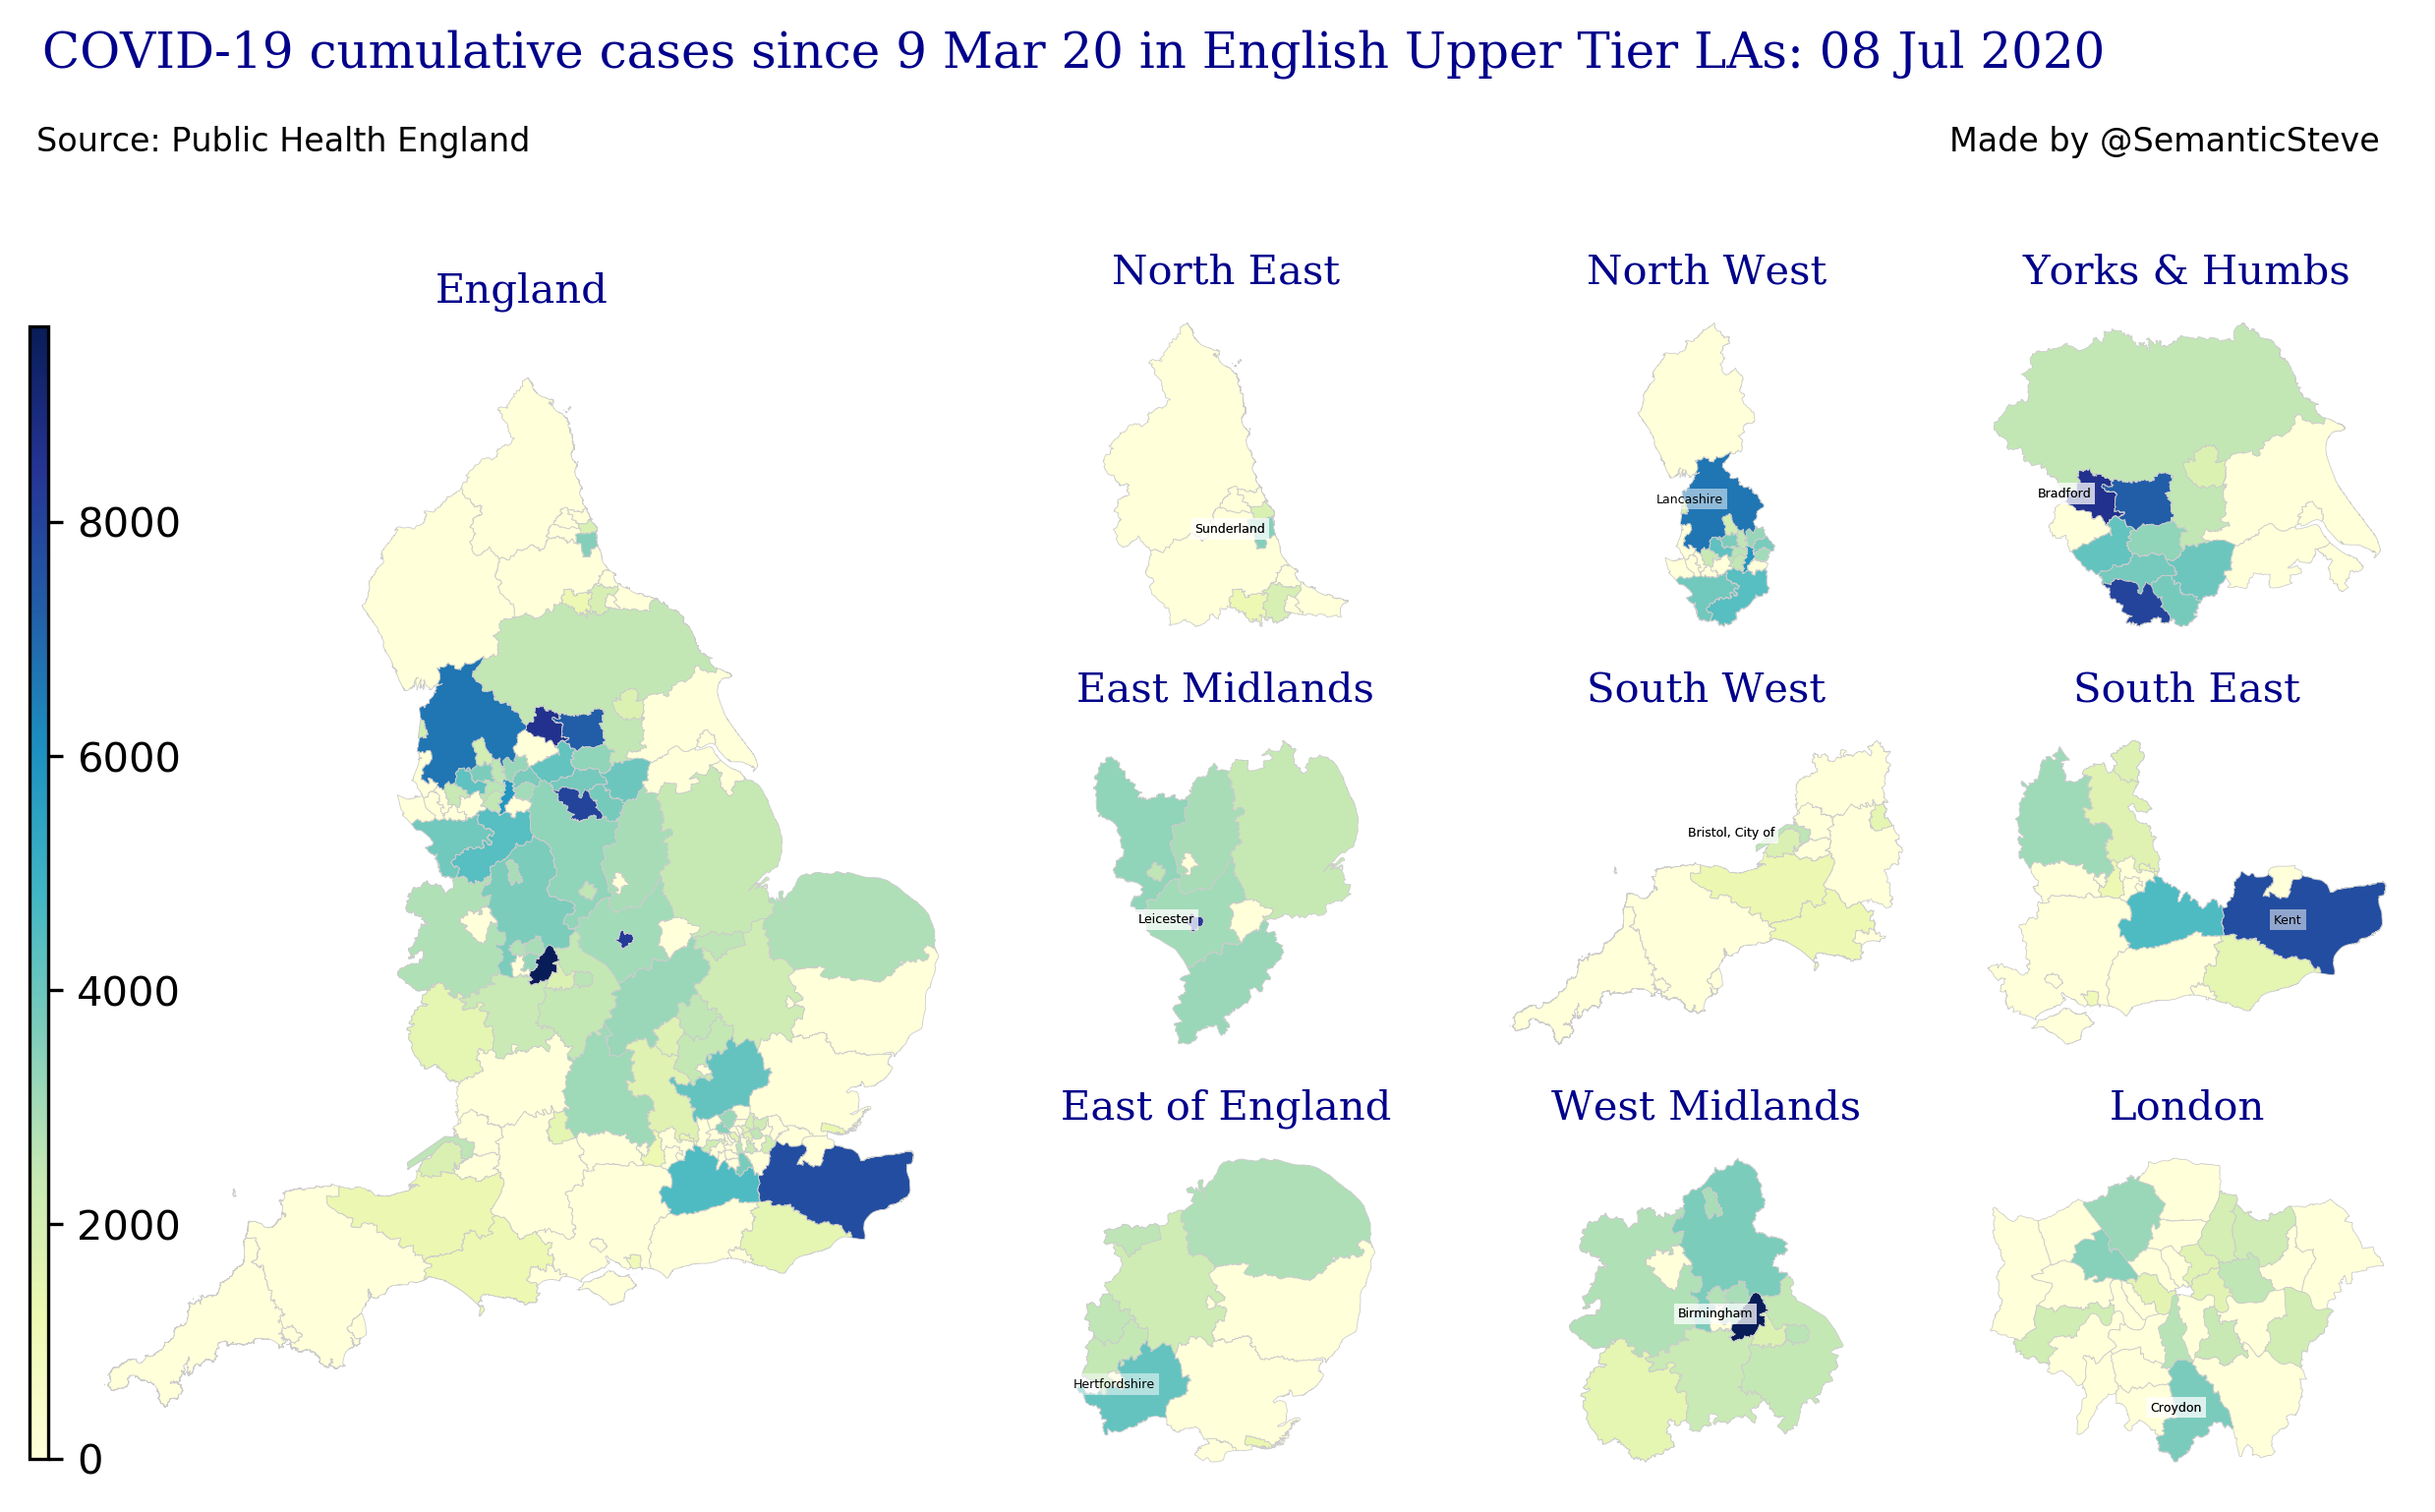 COVID-19 cumulative cases since 9 Mar 20 in English Upper Tier LAs: 08 Jul 2020
Source: Public Health England
Made by @SemanticSteve
England
8000
6000
4000
2000
0
North East
Sunderland
North West
Lancashire
Yorks & Humbs
Bradford
East Midlands
Leicester
South West
Bristol, City of
South East
Kent
East of England
Hertfordshire
West Midlands
Birmingham
London
Croydon